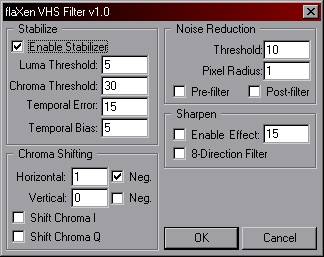 flaXen VHS Filter v1.0
Stabilize
Enable Stabilizer
Luma Threshold: 5
Chroma Threshold: 30
Temporal Error: 15
Temporal Bias: 5
Chroma Shifting
Horizontal: 1 Neg.
Vertical: 0 Neg.
Shift Chroma I
Shift Chroma Q
Noise Reduction
Threshold: 10
Pixel Radius: 1
Pre-filter Post-filter
Sharpen
Enable Effect: 15
8-Direction Filter
OK Cancel